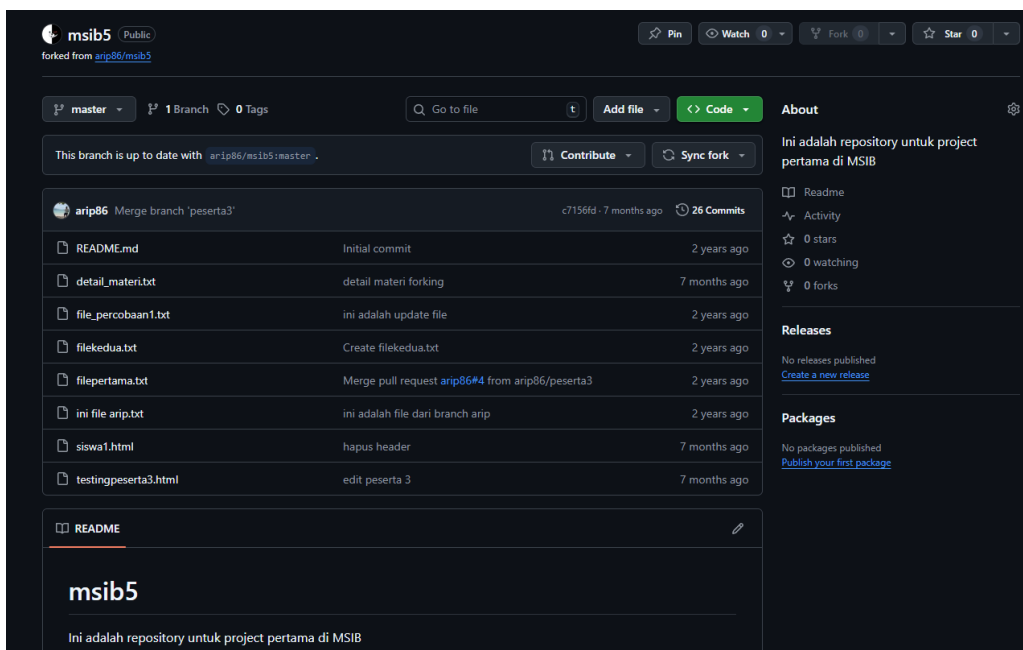 msib5 Public
Pin Watch 0 Fork 0 Star 0
forked from arip86/msib5
master 1 Branch 0 Tags Go to file t Add file Code
This branch is up to date with arip86/msib5:master . Contribute Sync fork
arip86 Merge branch 'peserta3' c7156fd · 7 months ago 26 Commits
README.md Initial commit 2 years ago
detail_materi.txt detail materi forking 7 months ago
file_percobaan1.txt ini adalah update file 2 years ago
filekedua.txt Create filekedua.txt 2 years ago
filepertama.txt Merge pull request arip86#4 from arip86/peserta3 2 years ago
ini file arip.txt ini adalah file dari branch arip 2 years ago
siswa1.html hapus header 7 months ago
testingpeserta3.html edit peserta 3 7 months ago
README
msib5
Ini adalah repository untuk project pertama di MSIB
About
Ini adalah repository untuk project
pertama di MSIB
Readme
Activity
0 stars
0 watching
0 forks
Releases
No releases published
Create a new release
Packages
No packages published
Publish your first package